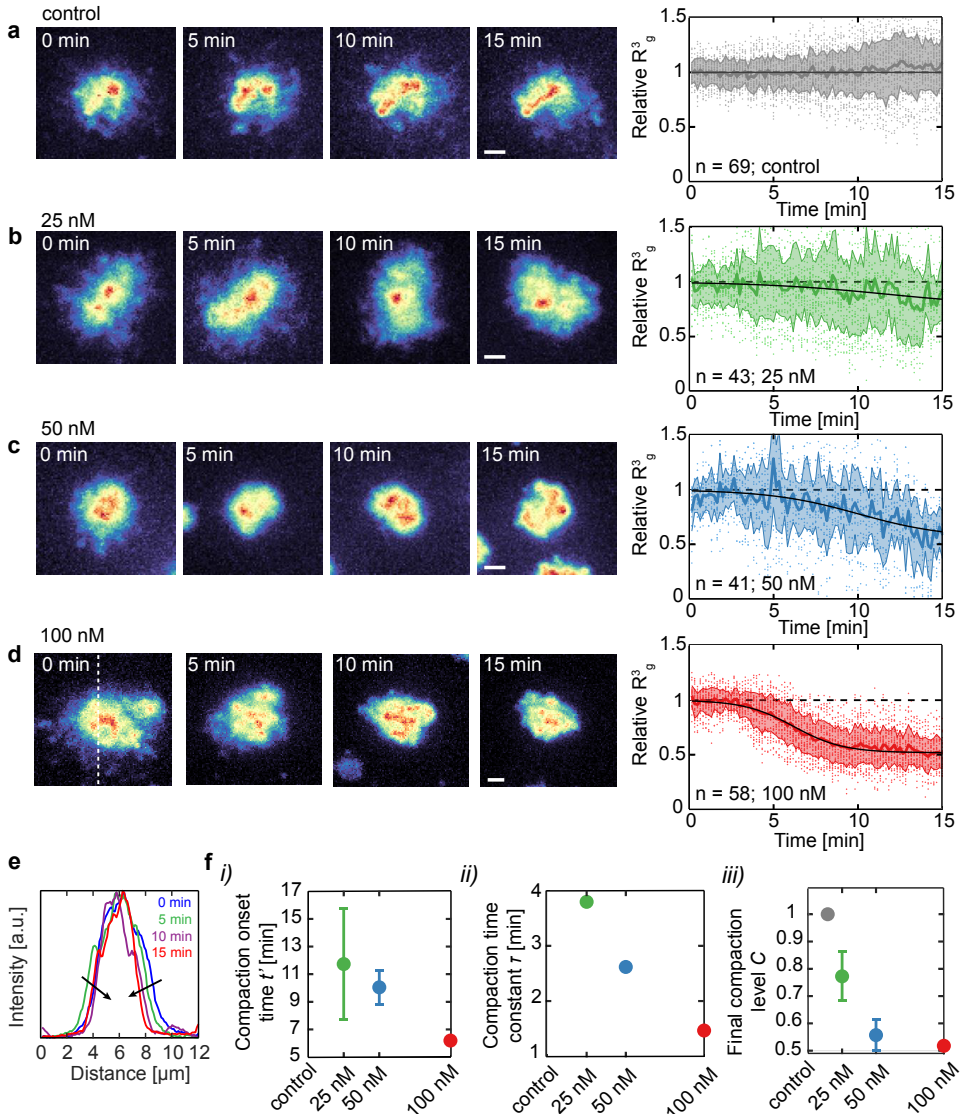 control
a
0 min
5 min
10 min
15 min
Relative R³g
1.5
1
0.5
0
n = 69; control
0
5
10
15
Time [min]
25 nM
b
0 min
5 min
10 min
15 min
Relative R³g
1.5
1
0.5
0
n = 43; 25 nM
0
5
10
15
Time [min]
50 nM
c
0 min
5 min
10 min
15 min
Relative R³g
1.5
1
0.5
0
n = 41; 50 nM
0
5
10
15
Time [min]
100 nM
d
0 min
5 min
10 min
15 min
Relative R³g
1.5
1
0.5
0
n = 58; 100 nM
0
5
10
15
Time [min]
e
Intensity [a.u.]
0 min
5 min
10 min
15 min
0 2 4 6 8 10 12
Distance [µm]
f
i)
Compaction onset
time t' [min]
17
15
13
11
9
7
5
control
25 nM
50 nM
100 nM
ii)
Compaction time
constant τ [min]
4
3
2
1
control
25 nM
50 nM
100 nM
iii)
Final compaction
level C
1
0.9
0.8
0.7
0.6
0.5
control
25 nM
50 nM
100 nM